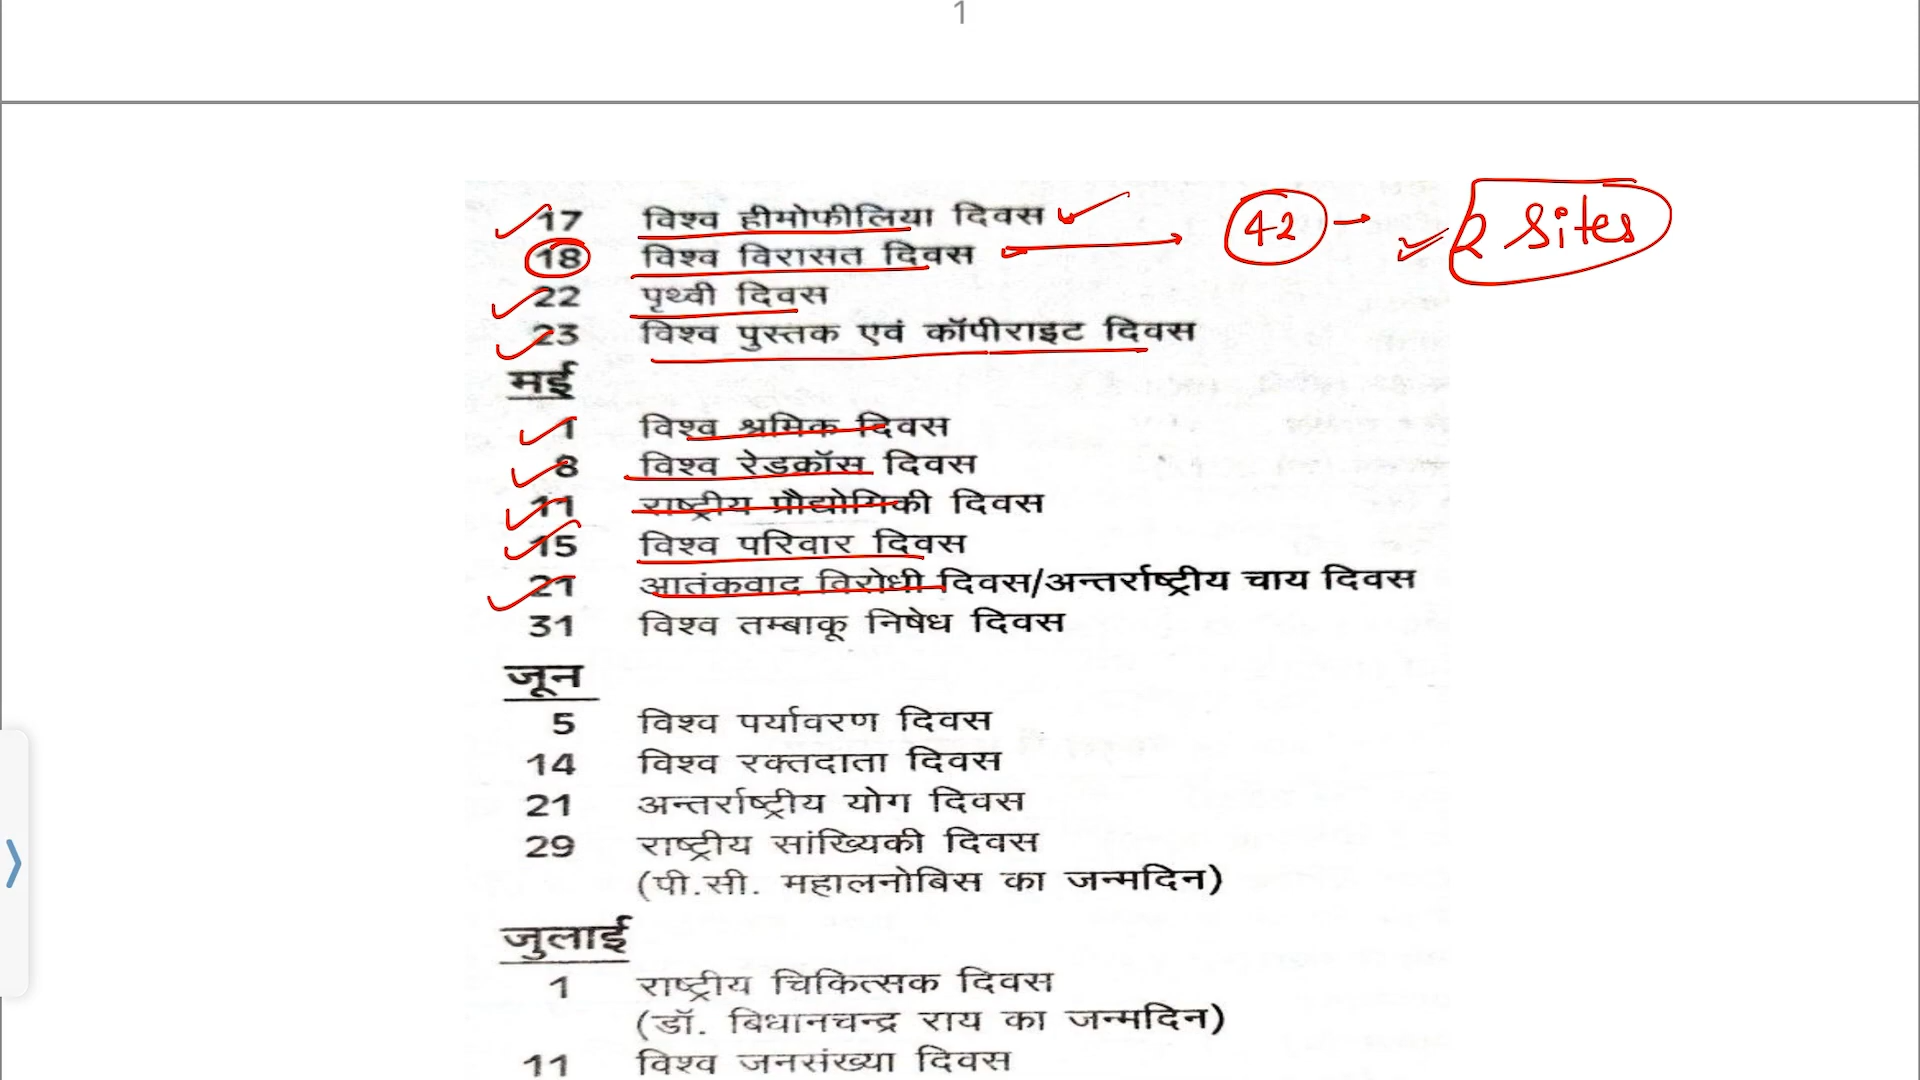 1
17 विश्व हीमोफीलिया दिवस
42 2 Sites
18 विश्व विरासत दिवस
22 पृथ्वी दिवस
23 विश्व पुस्तक एवं कॉपीराइट दिवस
मई
1 विश्व श्रमिक दिवस
8 विश्व रेडक्रॉस दिवस
11 राष्ट्रीय प्रौद्योगिकी दिवस
15 विश्व परिवार दिवस
21 आतंकवाद विरोधी दिवस/अन्तर्राष्ट्रीय चाय दिवस
31 विश्व तम्बाकू निषेध दिवस
जून
5 विश्व पर्यावरण दिवस
14 विश्व रक्तदाता दिवस
21 अन्तर्राष्ट्रीय योग दिवस
29 राष्ट्रीय सांख्यिकी दिवस
(पी.सी. महालनोबिस का जन्मदिन)
जुलाई
1 राष्ट्रीय चिकित्सक दिवस
(डॉ. बिधानचन्द्र राय का जन्मदिन)
11 विश्व जनसंख्या दिवस